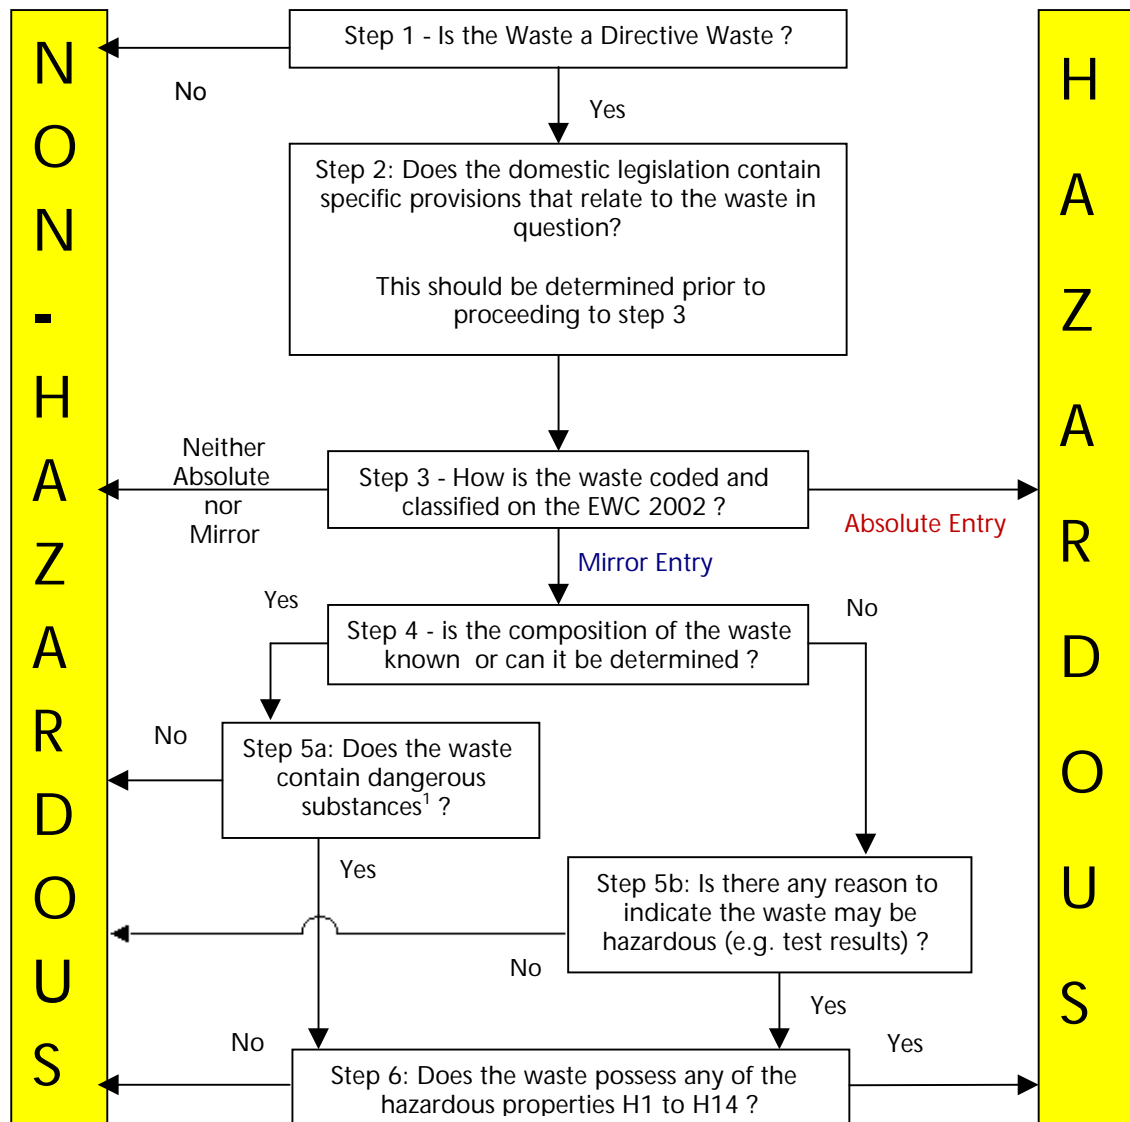 NON-HAZARDOUS
HAZARDOUS
Step 1 - Is the Waste a Directive Waste ?
No
Yes
Step 2: Does the domestic legislation contain
specific provisions that relate to the waste in
question?
This should be determined prior to
proceeding to step 3
Neither
Absolute
nor
Mirror
Step 3 - How is the waste coded and
classified on the EWC 2002 ?
Absolute Entry
Mirror Entry
Yes
No
Step 4 - is the composition of the waste
known or can it be determined ?
No
Step 5a: Does the waste
contain dangerous
substances¹ ?
Yes
Step 5b: Is there any reason to
indicate the waste may be
hazardous (e.g. test results) ?
No
Yes
No
Yes
Step 6: Does the waste possess any of the
hazardous properties H1 to H14 ?